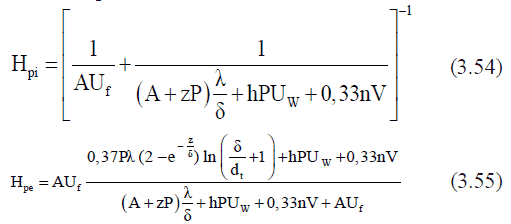 H_pi = [ 1/(AU_f) + 1/((A + zP) λ/δ + hPU_W + 0,33nV) ]^(-1) (3.54)
H_pe = AU_f (0,37Pλ (2 – e^(-z/δ)) ln(δ/d_t + 1) + hPU_W + 0,33nV)/((A + zP) λ/δ + hPU_W + 0,33nV + AU_f) (3.55)